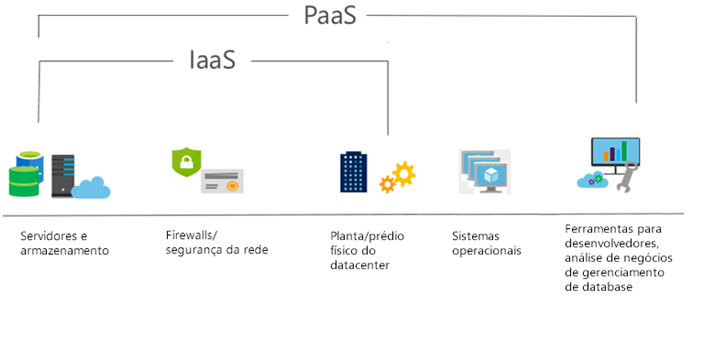 PaaS
IaaS
Servidores e
armazenamento
Firewalls/
segurança da rede
Planta/prédio
físico do
datacenter
Sistemas
operacionais
Ferramentas para
desenvolvedores,
análise de negócios
de gerenciamento
de database